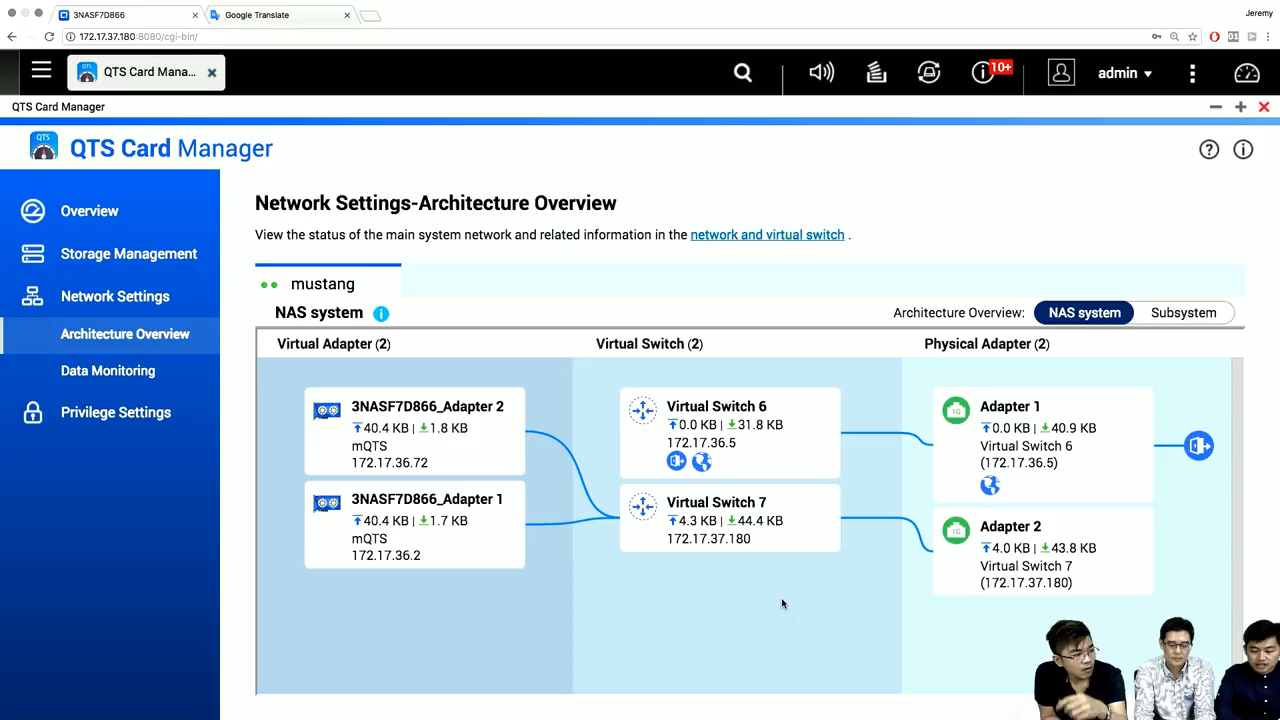 3NASF7D866
Google Translate
Jeremy
172.17.37.180:8080/cgi-bin/
QTS Card Mana...
10+
admin
QTS Card Manager
QTS
QTS Card Manager
Overview
Storage Management
Network Settings
Architecture Overview
Data Monitoring
Privilege Settings
Network Settings-Architecture Overview
View the status of the main system network and related information in the network and virtual switch .
mustang
NAS system
Architecture Overview: NAS system Subsystem
Virtual Adapter (2)
Virtual Switch (2)
Physical Adapter (2)
3NASF7D866_Adapter 2
40.4 KB | 1.8 KB
mQTS
172.17.36.72
3NASF7D866_Adapter 1
40.4 KB | 1.7 KB
mQTS
172.17.36.2
Virtual Switch 6
0.0 KB | 31.8 KB
172.17.36.5
Virtual Switch 7
4.3 KB | 44.4 KB
172.17.37.180
1G
Adapter 1
0.0 KB | 40.9 KB
Virtual Switch 6
(172.17.36.5)
1G
Adapter 2
4.0 KB | 43.8 KB
Virtual Switch 7
(172.17.37.180)